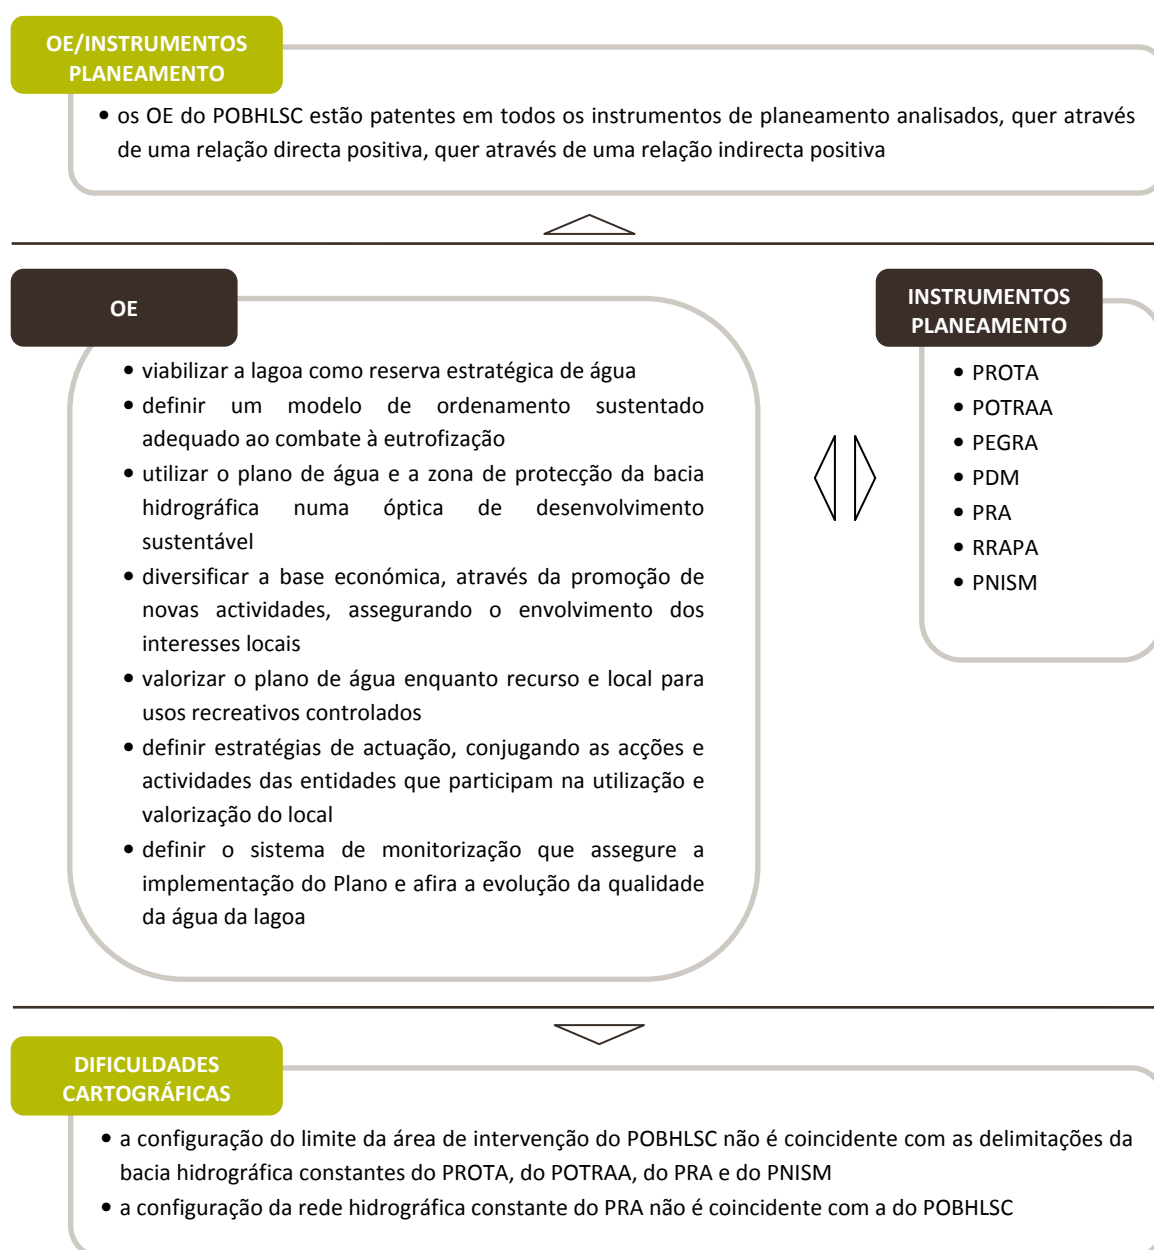 OE/INSTRUMENTOS
PLANEAMENTO
• os OE do POBHLSC estão patentes em todos os instrumentos de planeamento analisados, quer através
de uma relação directa positiva, quer através de uma relação indirecta positiva
OE
• viabilizar a lagoa como reserva estratégica de água
• definir um modelo de ordenamento sustentado
adequado ao combate à eutrofização
• utilizar o plano de água e a zona de protecção da bacia
hidrográfica numa óptica de desenvolvimento
sustentável
• diversificar a base económica, através da promoção de
novas actividades, assegurando o envolvimento dos
interesses locais
• valorizar o plano de água enquanto recurso e local para
usos recreativos controlados
• definir estratégias de actuação, conjugando as acções e
actividades das entidades que participam na utilização e
valorização do local
• definir o sistema de monitorização que assegure a
implementação do Plano e afira a evolução da qualidade
da água da lagoa
INSTRUMENTOS
PLANEAMENTO
• PROTA
• POTRAA
• PEGRA
• PDM
• PRA
• RRAPA
• PNISM
DIFICULDADES
CARTOGRÁFICAS
• a configuração do limite da área de intervenção do POBHLSC não é coincidente com as delimitações da
bacia hidrográfica constantes do PROTA, do POTRAA, do PRA e do PNISM
• a configuração da rede hidrográfica constante do PRA não é coincidente com a do POBHLSC